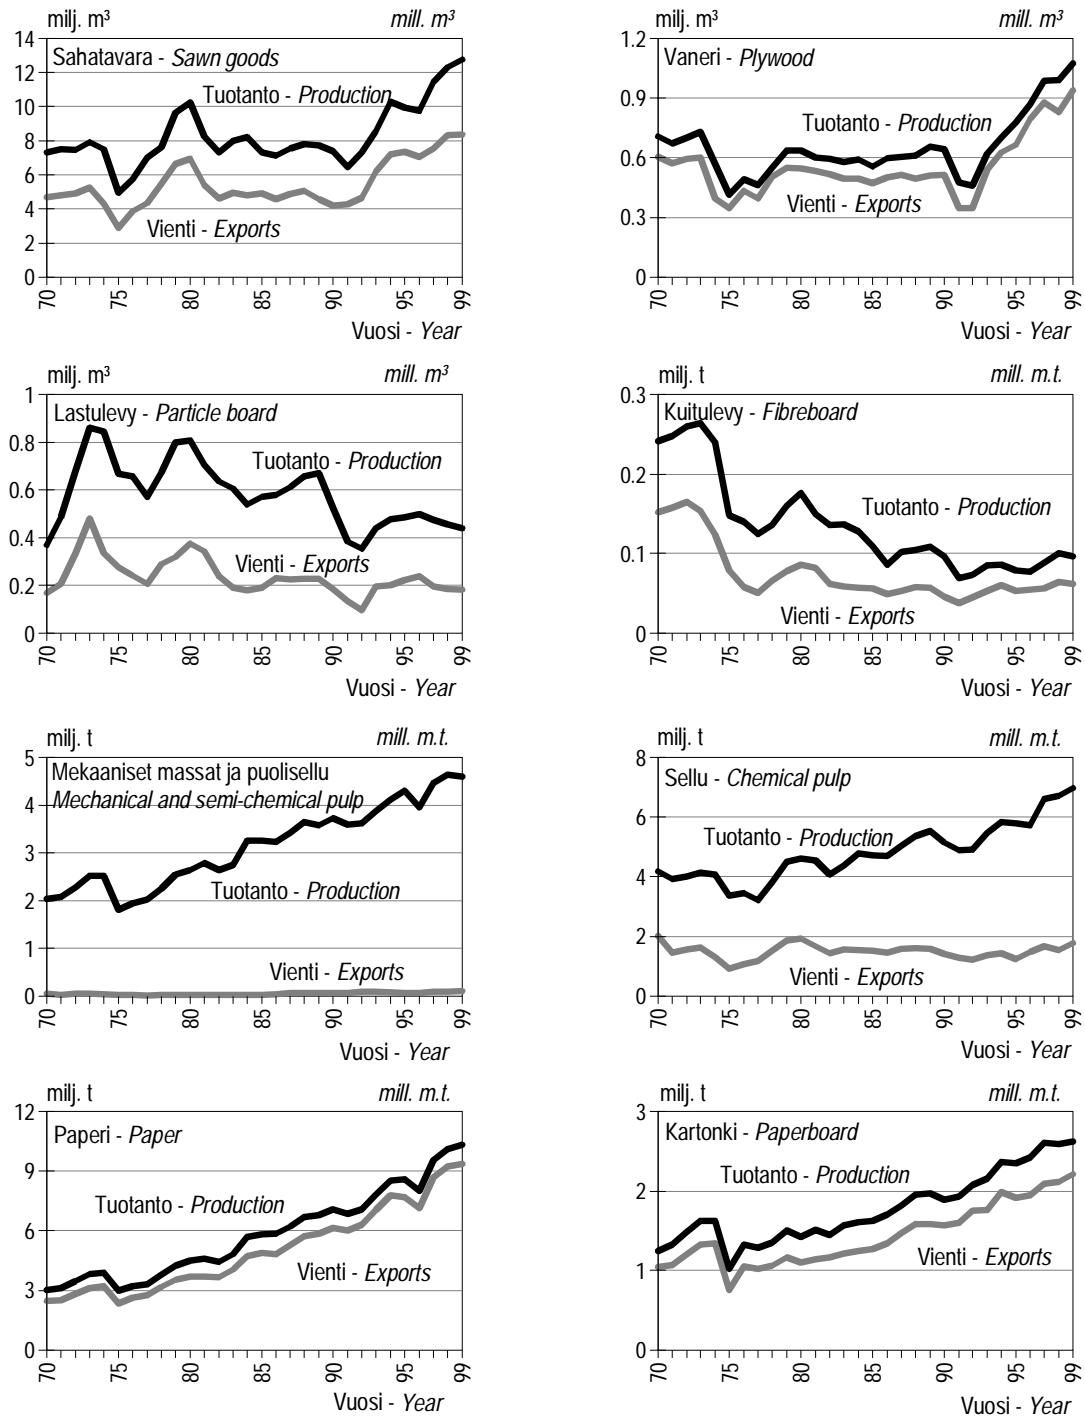 milj. m³ mill. m³
14
Sahatavara - Sawn goods
12
Tuotanto - Production
10
8
6
4
Vienti - Exports
2
0
70 75 80 85 90 95 99
Vuosi - Year
milj. m³ mill. m³
1.2
Vaneri - Plywood
0.9
Tuotanto - Production
0.6
Vienti - Exports
0.3
0
70 75 80 85 90 95 99
Vuosi - Year
milj. m³ mill. m³
1
Lastulevy - Particle board
0.8
Tuotanto - Production
0.6
0.4
Vienti - Exports
0.2
0
70 75 80 85 90 95 99
Vuosi - Year
milj. t mill. m.t.
0.3
Kuitulevy - Fibreboard
0.2
Tuotanto - Production
0.1
Vienti - Exports
0
70 75 80 85 90 95 99
Vuosi - Year
milj. t mill. m.t.
5
Mekaaniset massat ja puolisellu
Mechanical and semi-chemical pulp
4
3
Tuotanto - Production
2
1
Vienti - Exports
0
70 75 80 85 90 95 99
Vuosi - Year
milj. t mill. m.t.
8
Sellu - Chemical pulp
6
Tuotanto - Production
4
2
Vienti - Exports
0
70 75 80 85 90 95 99
Vuosi - Year
milj. t mill. m.t.
12
Paperi - Paper
9
Tuotanto - Production
6
Vienti - Exports
3
0
70 75 80 85 90 95 99
Vuosi - Year
milj. t mill. m.t.
3
Kartonki - Paperboard
Tuotanto - Production
2
Vienti - Exports
1
0
70 75 80 85 90 95 99
Vuosi - Year